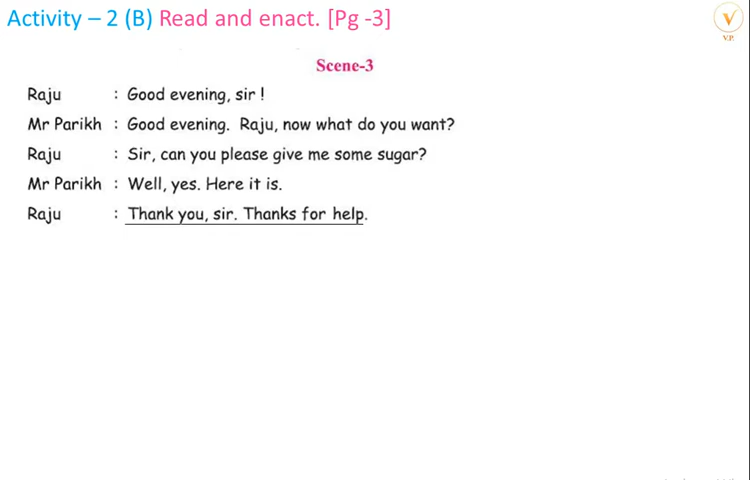 Activity – 2 (B) Read and enact. [Pg -3]
V
V.P.
Scene-3
Raju : Good evening, sir !
Mr Parikh : Good evening. Raju, now what do you want?
Raju : Sir, can you please give me some sugar?
Mr Parikh : Well, yes. Here it is.
Raju : Thank you, sir. Thanks for help.